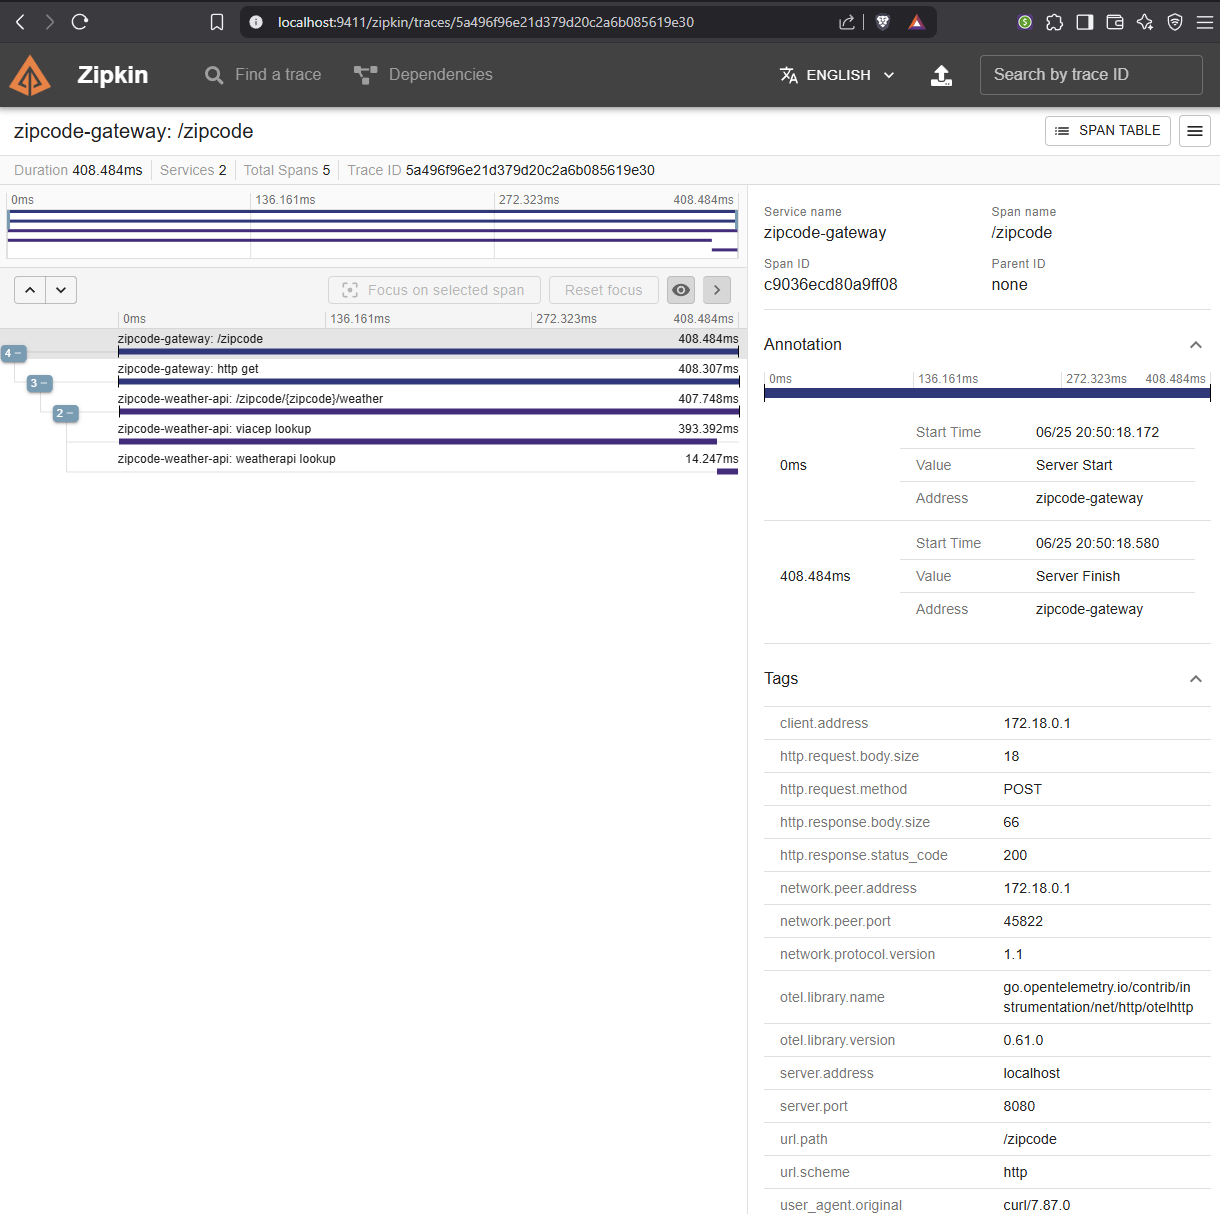 localhost:9411/zipkin/traces/5a496f96e21d379d20c2a6b085619e30
Zipkin
Find a trace
Dependencies
ENGLISH
Search by trace ID
zipcode-gateway: /zipcode
SPAN TABLE
Duration 408.484ms
Services 2
Total Spans 5
Trace ID 5a496f96e21d379d20c2a6b085619e30
0ms 136.161ms 272.323ms 408.484ms
Focus on selected span
Reset focus
0ms 136.161ms 272.323ms 408.484ms
zipcode-gateway: /zipcode 408.484ms
4 −
zipcode-gateway: http get 408.307ms
3 −
zipcode-weather-api: /zipcode/{zipcode}/weather 407.748ms
2 −
zipcode-weather-api: viacep lookup 393.392ms
zipcode-weather-api: weatherapi lookup 14.247ms
Service name Span name
zipcode-gateway /zipcode
Span ID Parent ID
c9036ecd80a9ff08 none
Annotation
0ms 136.161ms 272.323ms 408.484ms
Start Time 06/25 20:50:18.172
0ms Value Server Start
Address zipcode-gateway
Start Time 06/25 20:50:18.580
408.484ms Value Server Finish
Address zipcode-gateway
Tags
client.address 172.18.0.1
http.request.body.size 18
http.request.method POST
http.response.body.size 66
http.response.status_code 200
network.peer.address 172.18.0.1
network.peer.port 45822
network.protocol.version 1.1
otel.library.name go.opentelemetry.io/contrib/in
strumentation/net/http/otelhttp
otel.library.version 0.61.0
server.address localhost
server.port 8080
url.path /zipcode
url.scheme http
user_agent.original curl/7.87.0